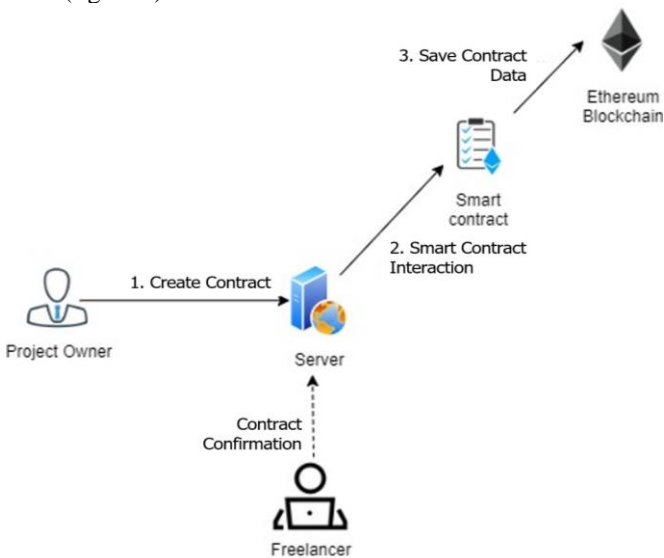 3. Save Contract
Data
Ethereum
Blockchain
Smart
contract
2. Smart Contract
Interaction
1. Create Contract
Project Owner
Server
Contract
Confirmation
Freelancer